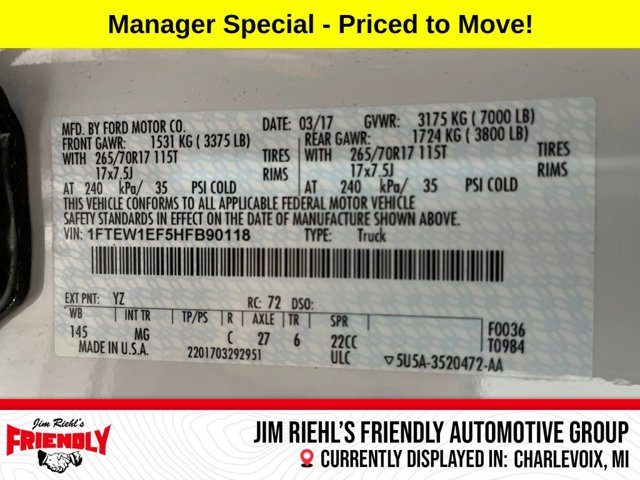 Manager Special - Priced to Move!
MFD. BY FORD MOTOR CO. DATE: 03/17 GVWR: 3175 KG ( 7000 LB)
FRONT GAWR: 1531 KG ( 3375 LB) REAR GAWR: 1724 KG ( 3800 LB)
WITH 265/70R17 115T TIRES WITH 265/70R17 115T TIRES
17x7.5J RIMS 17x7.5J RIMS
AT 240 kPa/ 35 PSI COLD AT 240 kPa/ 35 PSI COLD
THIS VEHICLE CONFORMS TO ALL APPLICABLE FEDERAL MOTOR VEHICLE
SAFETY STANDARDS IN EFFECT ON THE DATE OF MANUFACTURE SHOWN ABOVE.
VIN: 1FTEW1EF5HFB90118 TYPE: Truck
EXT PNT: YZ RC: 72 DSO:
WB INT TR TP/PS R AXLE TR SPR F0036
145 MG C 27 6 22CC T0984
MADE IN U.S.A. 2201703292951 ULC ▽5U5A-3520472-AA
Jim Riehl's
FRIENDLY
JIM RIEHL'S FRIENDLY AUTOMOTIVE GROUP
CURRENTLY DISPLAYED IN: CHARLEVOIX, MI